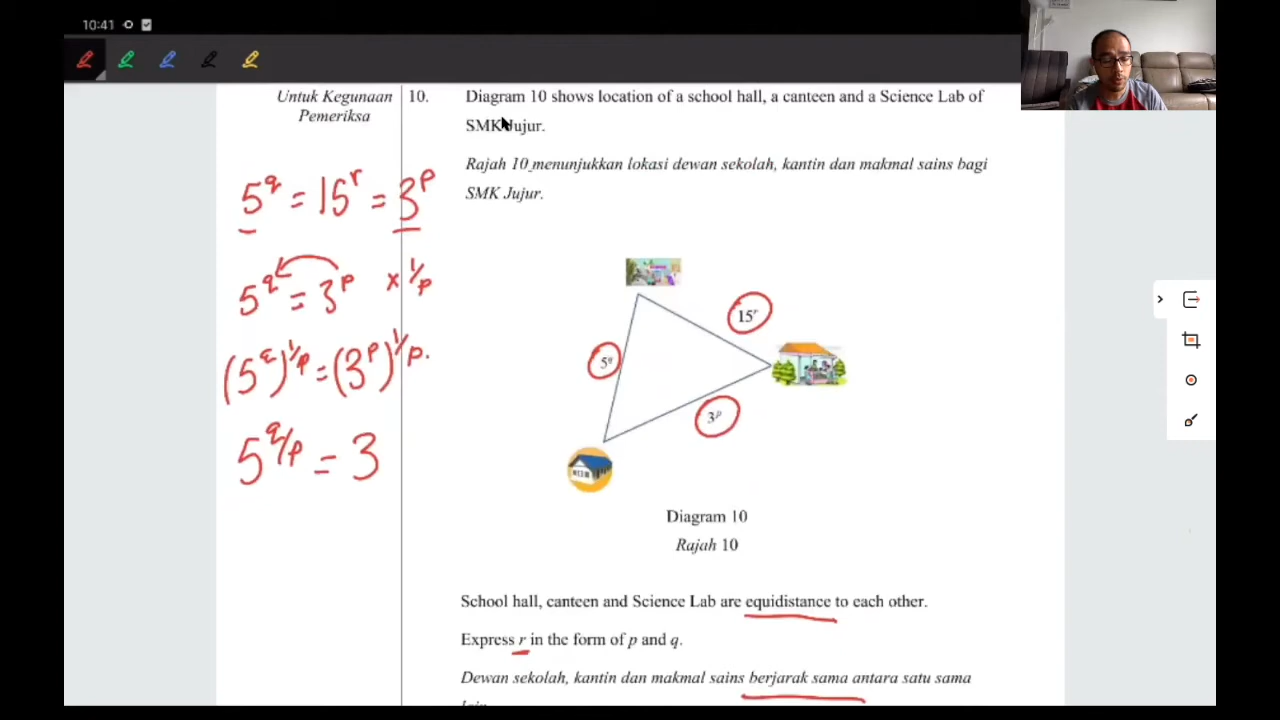 10:41
Untuk Kegunaan
Pemeriksa
10. Diagram 10 shows location of a school hall, a canteen and a Science Lab of
SMK Jujur.
Rajah 10 menunjukkan lokasi dewan sekolah, kantin dan makmal sains bagi
SMK Jujur.
5^q = 15^r = 3^p
5^q = 3^p × 1/p
(5^q)^1/p = (3^p)^1/p.
5^q/p = 3
15^r
5^q
3^p
Diagram 10
Rajah 10
School hall, canteen and Science Lab are equidistance to each other.
Express r in the form of p and q.
Dewan sekolah, kantin dan makmal sains berjarak sama antara satu sama